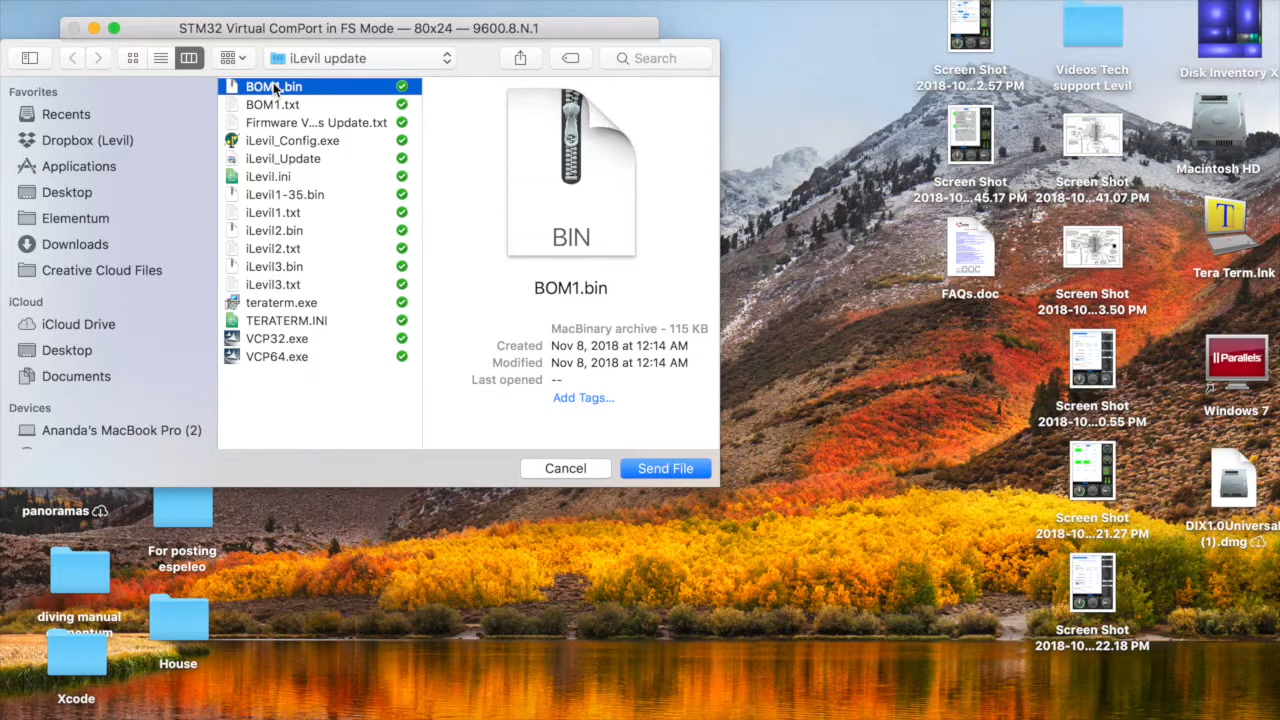 STM32 Virtual ComPort in FS Mode — 80x24 — 9600.8.N
iLevil update
Search
Favorites
Recents
Dropbox (Levil)
Applications
Desktop
Elementum
Downloads
Creative Cloud Files
iCloud
iCloud Drive
Desktop
Documents
Devices
Ananda's MacBook Pro (2)
BOM1.bin
BOM1.txt
Firmware V...s Update.txt
iLevil_Config.exe
iLevil_Update
iLevil.ini
iLevil1-35.bin
iLevil1.txt
iLevil2.bin
iLevil2.txt
iLevil3.bin
iLevil3.txt
teraterm.exe
TERATERM.INI
VCP32.exe
VCP64.exe
BIN
BOM1.bin
MacBinary archive - 115 KB
Created Nov 8, 2018 at 12:14 AM
Modified Nov 8, 2018 at 12:14 AM
Last opened --
Add Tags...
Cancel
Send File
panoramas
For posting
espeleo
diving manual
House
Xcode
Screen Shot
2018-10...2.57 PM
Screen Shot
2018-10...45.17 PM
DOC
FAQs.doc
Videos Tech
support Levil
Screen Shot
2018-10...41.07 PM
Screen Shot
2018-10...3.50 PM
Screen Shot
2018-10...0.55 PM
Screen Shot
2018-10...21.27 PM
Screen Shot
2018-10...22.18 PM
Disk Inventory X
Macintosh HD
T
Tera Term.lnk
Parallels
Windows 7
DIX1.0Universal
(1).dmg